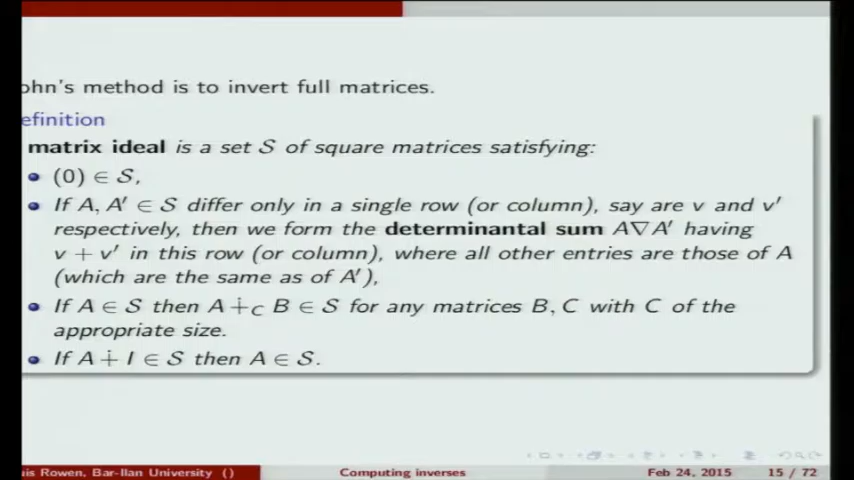 ohn's method is to invert full matrices.
efinition
matrix ideal is a set S of square matrices satisfying:
(0) ∈ S,
If A, A′ ∈ S differ only in a single row (or column), say are v and v′
respectively, then we form the determinantal sum A∇A′ having
v + v′ in this row (or column), where all other entries are those of A
(which are the same as of A′),
If A ∈ S then A ∔_C B ∈ S for any matrices B, C with C of the
appropriate size.
If A ∔ I ∈ S then A ∈ S.
is Rowen, Bar-Ilan University () Computing inverses Feb 24, 2015 15 / 72